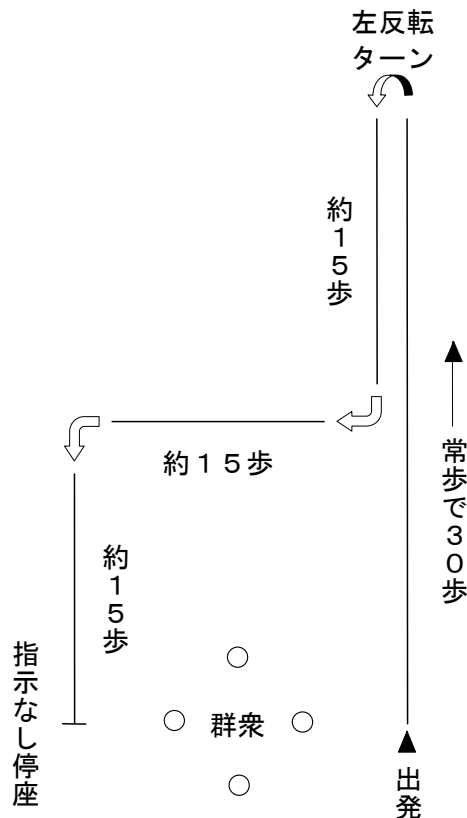 左反転
ターン
約１５歩
常歩で３０歩
約１５歩
約１５歩
指示なし停座
群衆
出発